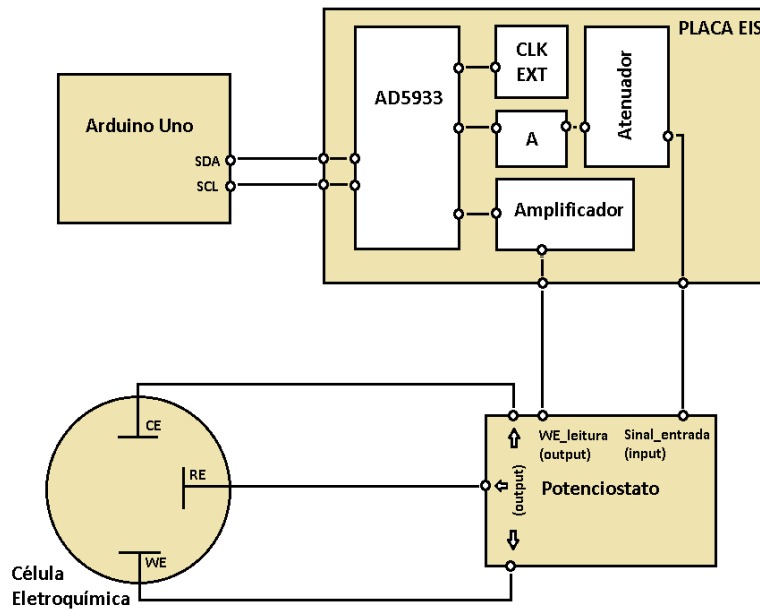 PLACA EIS
CLK
EXT
AD5933
Atenuador
Arduino Uno
A
SDA
SCL
Amplificador
CE
WE_leitura
(output)
Sinal_entrada
(input)
RE
(output)
Potenciostato
WE
Célula
Eletroquímica